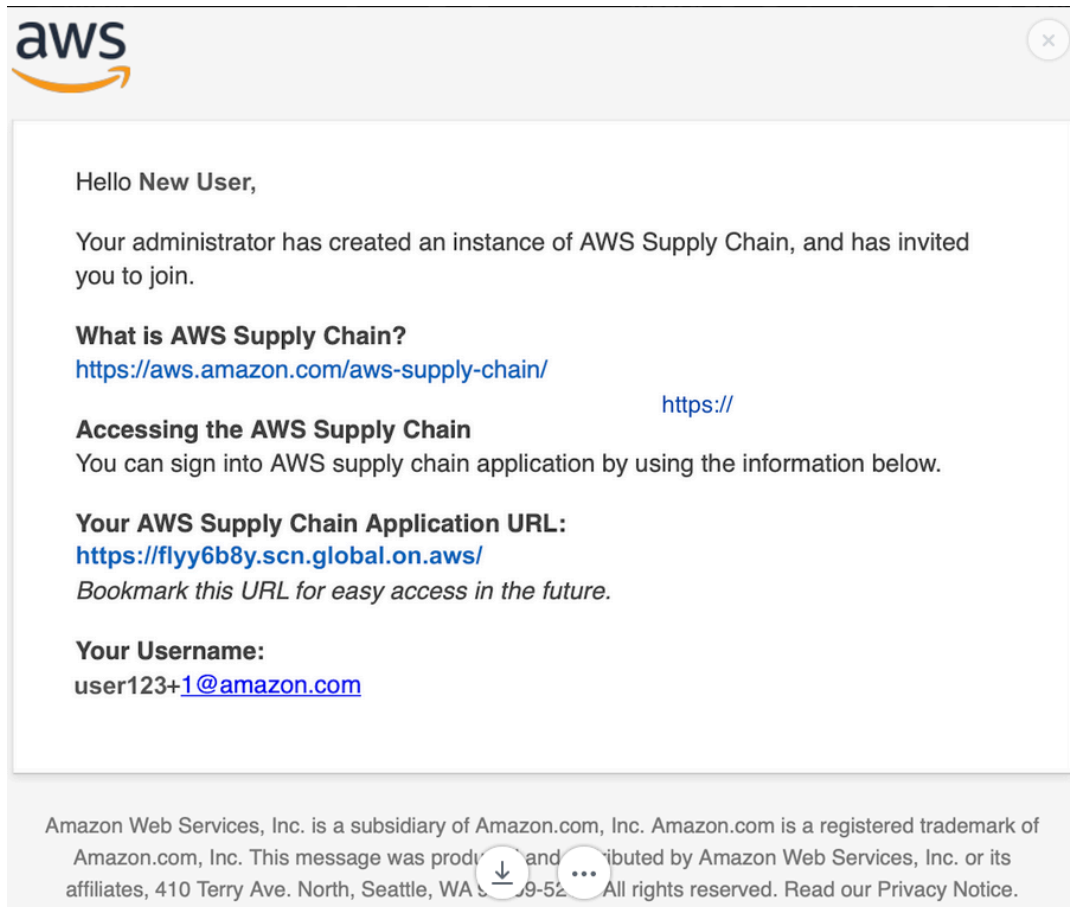 aws
Hello New User,
Your administrator has created an instance of AWS Supply Chain, and has invited
you to join.
What is AWS Supply Chain?
https://aws.amazon.com/aws-supply-chain/
https://
Accessing the AWS Supply Chain
You can sign into AWS supply chain application by using the information below.
Your AWS Supply Chain Application URL:
https://flyy6b8y.scn.global.on.aws/
Bookmark this URL for easy access in the future.
Your Username:
user123+1@amazon.com
Amazon Web Services, Inc. is a subsidiary of Amazon.com, Inc. Amazon.com is a registered trademark of
Amazon.com, Inc. This message was and by Amazon Web Services, Inc. or its
affiliates, 410 Terry Ave. North, Seattle, WA All rights reserved. Read our Privacy Notice.